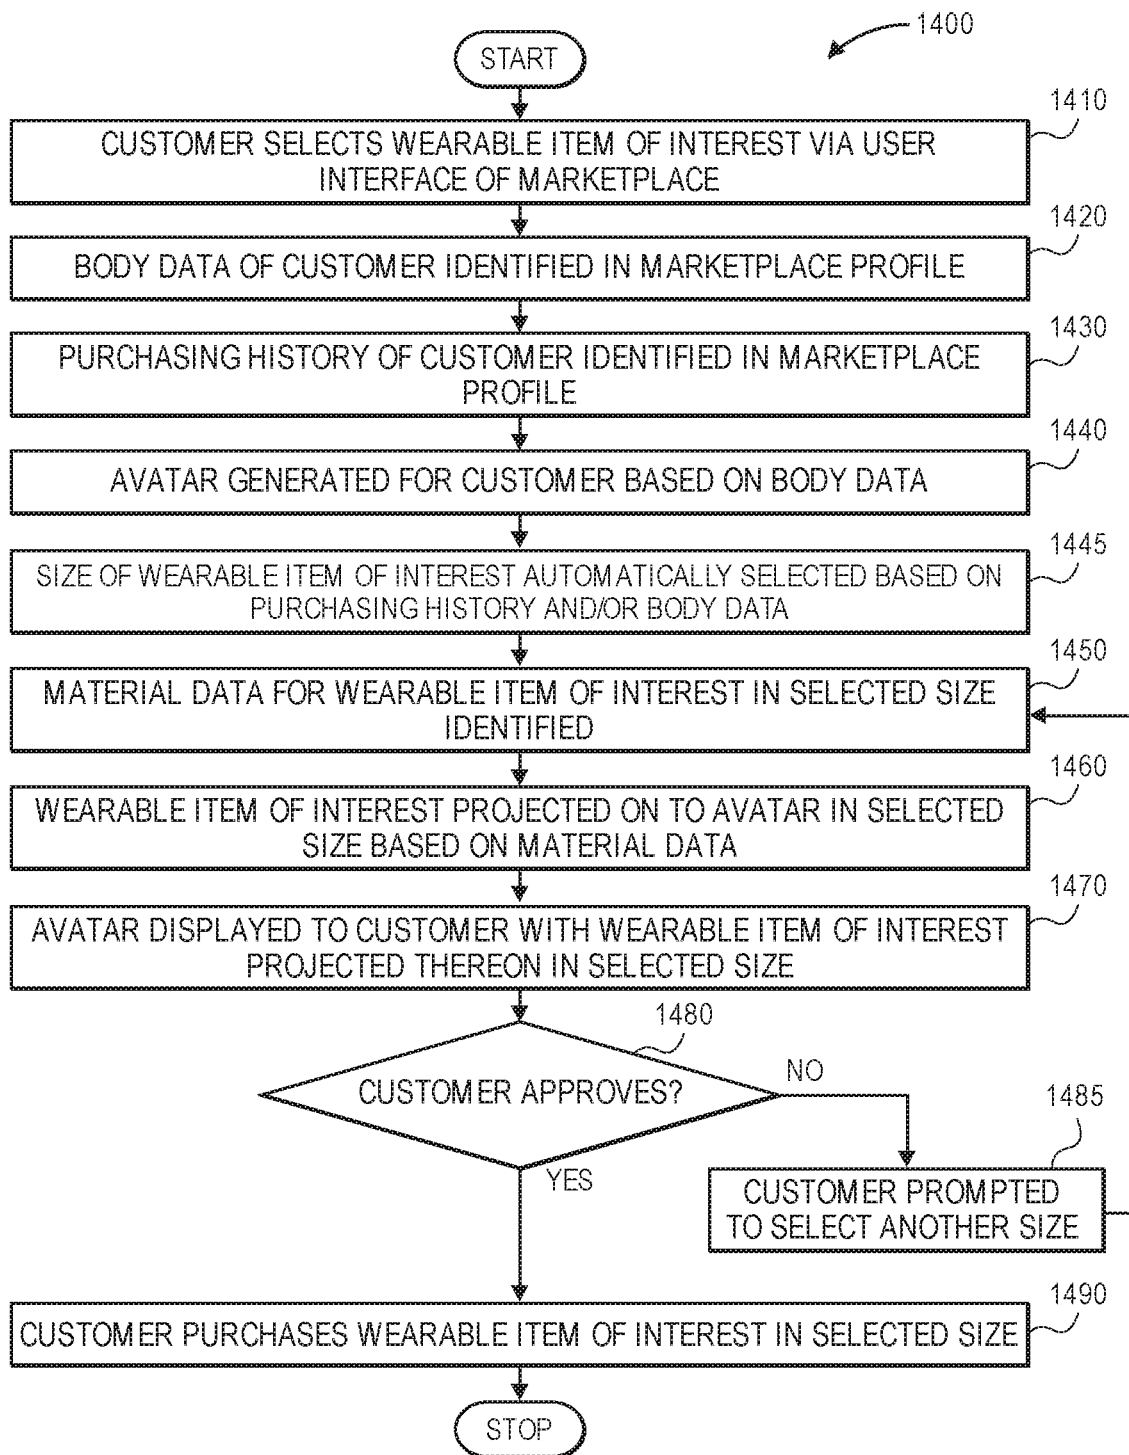 1400
START
1410
CUSTOMER SELECTS WEARABLE ITEM OF INTEREST VIA USER
INTERFACE OF MARKETPLACE
1420
BODY DATA OF CUSTOMER IDENTIFIED IN MARKETPLACE PROFILE
1430
PURCHASING HISTORY OF CUSTOMER IDENTIFIED IN MARKETPLACE
PROFILE
1440
AVATAR GENERATED FOR CUSTOMER BASED ON BODY DATA
1445
SIZE OF WEARABLE ITEM OF INTEREST AUTOMATICALLY SELECTED BASED ON
PURCHASING HISTORY AND/OR BODY DATA
1450
MATERIAL DATA FOR WEARABLE ITEM OF INTEREST IN SELECTED SIZE
IDENTIFIED
1460
WEARABLE ITEM OF INTEREST PROJECTED ON TO AVATAR IN SELECTED
SIZE BASED ON MATERIAL DATA
1470
AVATAR DISPLAYED TO CUSTOMER WITH WEARABLE ITEM OF INTEREST
PROJECTED THEREON IN SELECTED SIZE
1480
CUSTOMER APPROVES?
NO
1485
YES
CUSTOMER PROMPTED
TO SELECT ANOTHER SIZE
1490
CUSTOMER PURCHASES WEARABLE ITEM OF INTEREST IN SELECTED SIZE
STOP